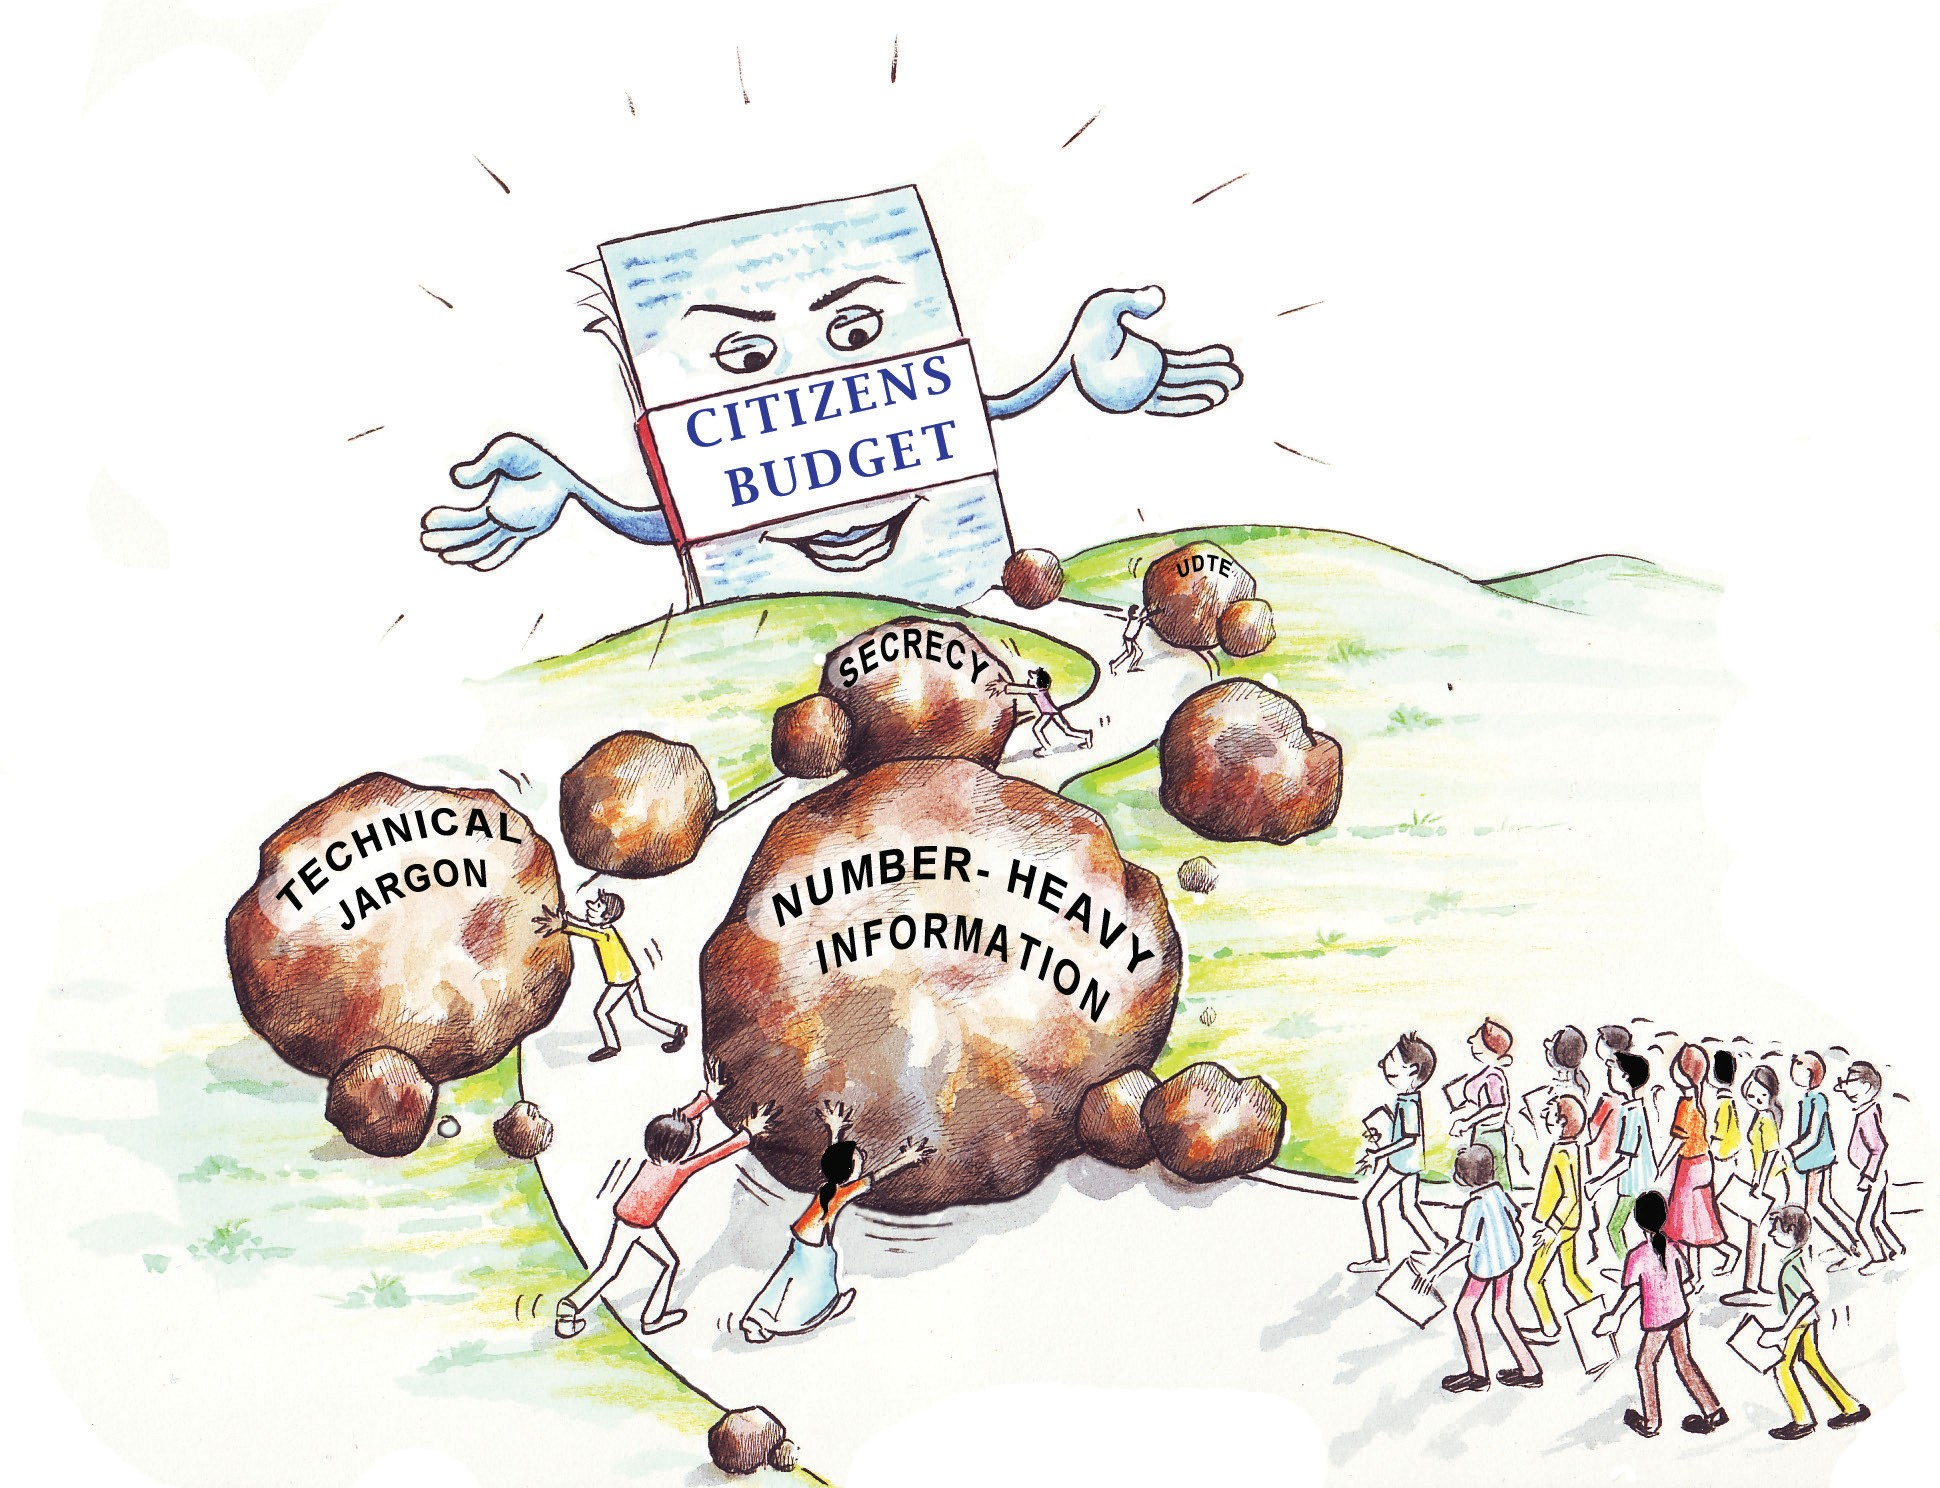 CITIZENS
BUDGET
UDTE
SECRECY
TECHNICAL
JARGON
NUMBER- HEAVY
INFORMATION